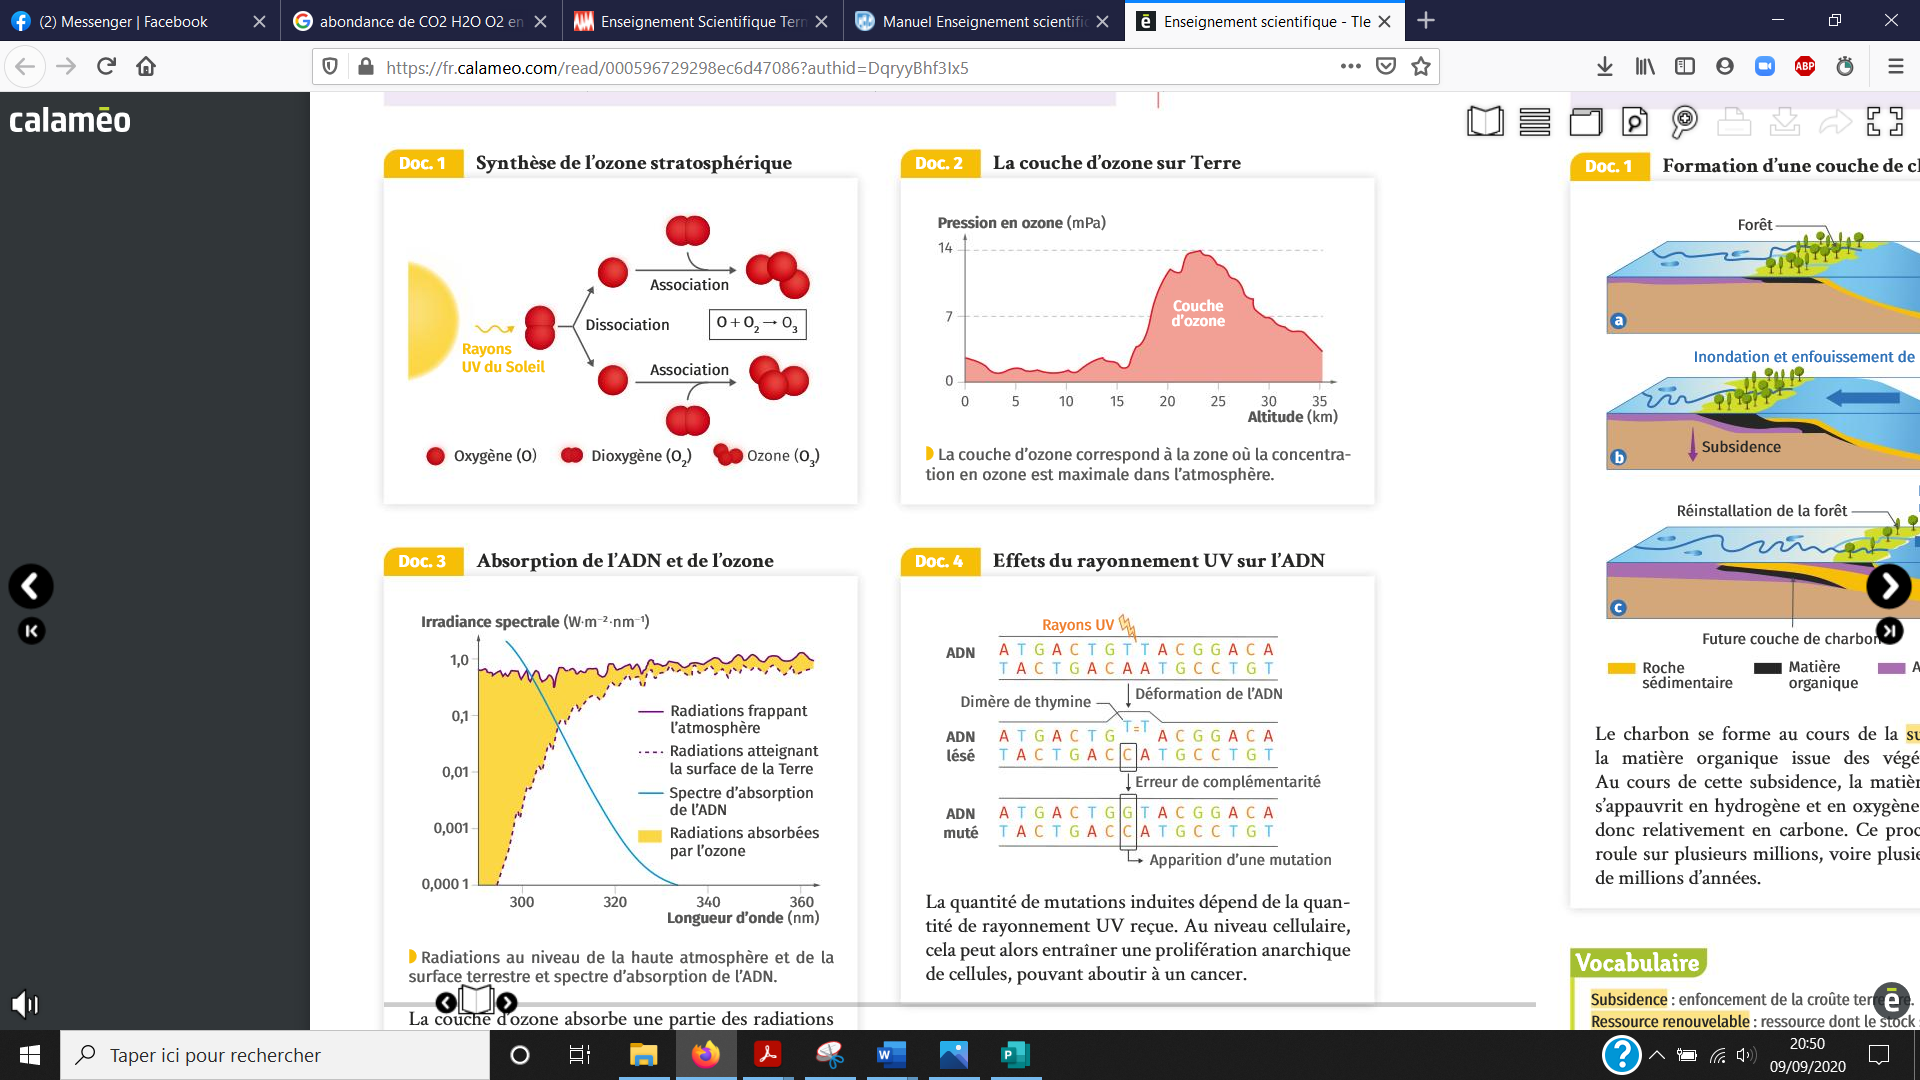 (2) Messenger | Facebook
abondance de CO2 H2O O2 en
Enseignement Scientifique Term
Manuel Enseignement scientific
Enseignement scientifique - Tle
https://fr.calameo.com/read/000596729298ec6d47086?authid=DqryyBhf3Ix5
ABP
calaméo
Doc. 1 Synthèse de l'ozone stratosphérique
Association
Dissociation
O + O2 → O3
Rayons
UV du Soleil
Association
Oxygène (O) Dioxygène (O2) Ozone (O3)
Doc. 2 La couche d'ozone sur Terre
Pression en ozone (mPa)
14
7
0
Couche
d'ozone
0 5 10 15 20 25 30 35
Altitude (km)
La couche d'ozone correspond à la zone où la concentra-
tion en ozone est maximale dans l'atmosphère.
Doc. 3 Absorption de l'ADN et de l'ozone
Irradiance spectrale (W·m⁻²·nm⁻¹)
1,0
0,1
0,01
0,001
0,000 1
Radiations frappant
l'atmosphère
Radiations atteignant
la surface de la Terre
Spectre d'absorption
de l'ADN
Radiations absorbées
par l'ozone
300 320 340 360
Longueur d'onde (nm)
Radiations au niveau de la haute atmosphère et de la
surface terrestre et spectre d'absorption de l'ADN.
La couche d'ozone absorbe une partie des radiations
Doc. 4 Effets du rayonnement UV sur l'ADN
Rayons UV
ADN
A T G A C T G T T A C G G A C A
T A C T G A C A A T G C C T G T
Dimère de thymine
Déformation de l'ADN
T=T
ADN
lésé
A T G A C T G A C G G A C A
T A C T G A C C A T G C C T G T
Erreur de complémentarité
ADN
muté
A T G A C T G G T A C G G A C A
T A C T G A C C A T G C C T G T
Apparition d'une mutation
La quantité de mutations induites dépend de la quan-
tité de rayonnement UV reçue. Au niveau cellulaire,
cela peut alors entraîner une prolifération anarchique
de cellules, pouvant aboutir à un cancer.
Doc. 1 Formation d'une couche de c
Forêt
a
Inondation et enfouissement de
Subsidence
b
Réinstallation de la forêt
c
Future couche de charbon
Roche
sédimentaire
Matière
organique
A
Le charbon se forme au cours de la su
la matière organique issue des végé
Au cours de cette subsidence, la matiè
s'appauvrit en hydrogène et en oxygène
donc relativement en carbone. Ce proc
roule sur plusieurs millions, voire plusie
de millions d'années.
Vocabulaire
Subsidence : enfoncement de la croûte terre
Ressource renouvelable : ressource dont le stock
Taper ici pour rechercher
20:50
09/09/2020